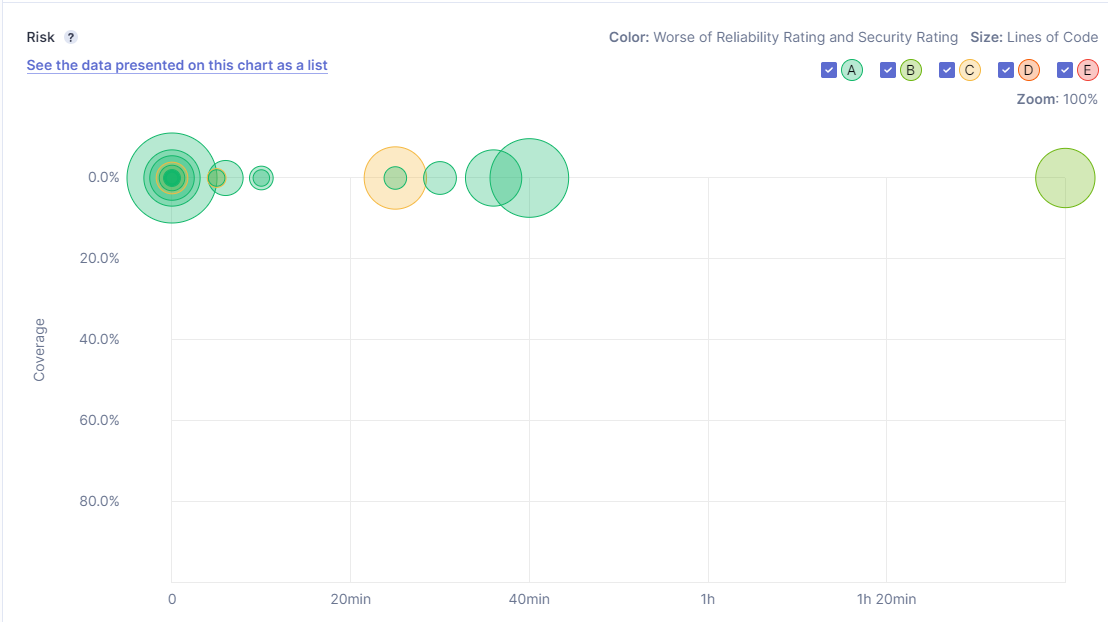 Risk ?
Color: Worse of Reliability Rating and Security Rating Size: Lines of Code
See the data presented on this chart as a list
A B C D E
Zoom: 100%
0.0%
20.0%
40.0%
60.0%
80.0%
Coverage
0 20min 40min 1h 1h 20min